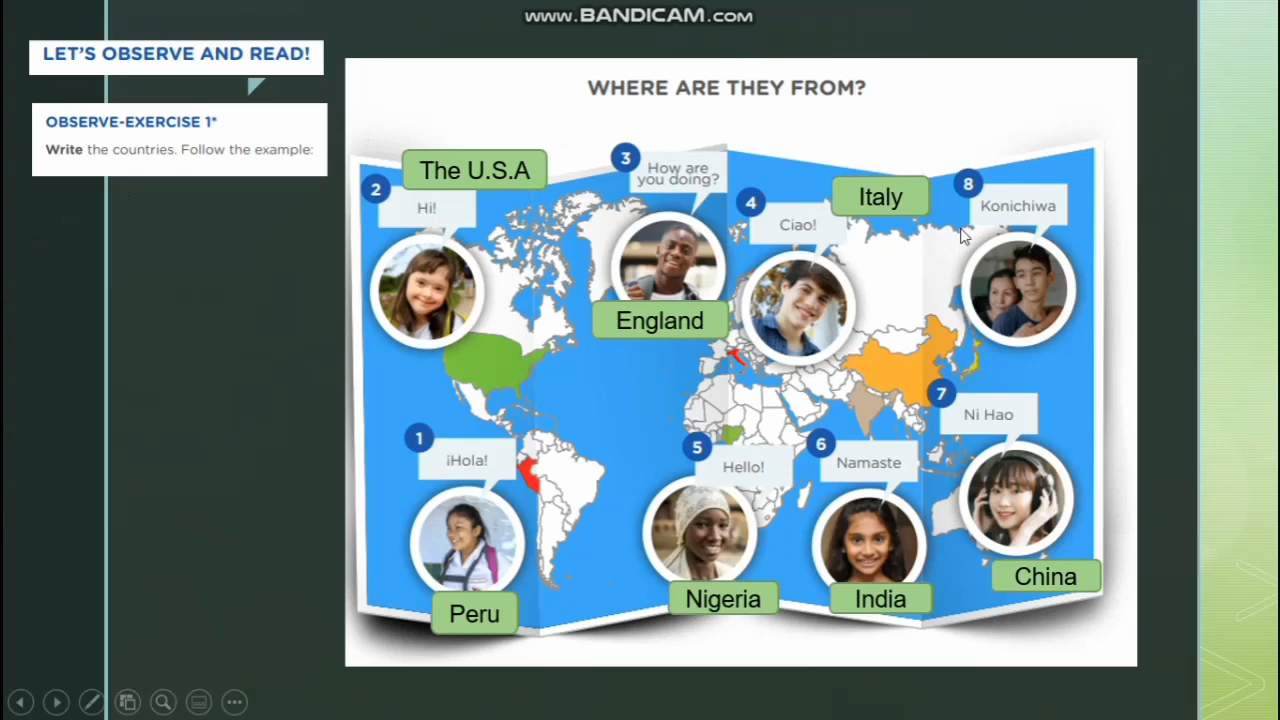 www.BANDICAM.com
LET'S OBSERVE AND READ!
OBSERVE-EXERCISE 1*
Write the countries. Follow the example:
WHERE ARE THEY FROM?
The U.S.A
2
Hi!
3
How are
you doing?
England
4
Ciao!
Italy
8
Konichiwa
1
¡Hola!
Peru
5
Hello!
Nigeria
6
Namaste
India
7
Ni Hao
China